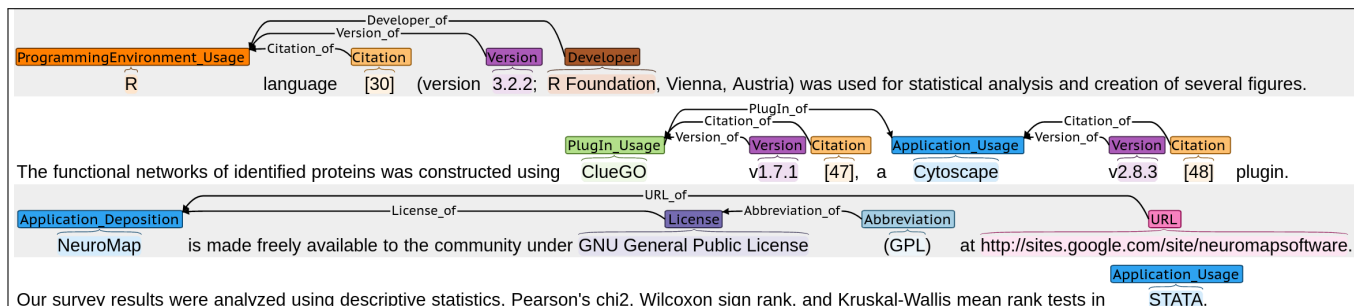 Developer_of
Version_of
ProgrammingEnvironment_Usage Citation_of Citation Version Developer
R language [30] (version 3.2.2; R Foundation, Vienna, Austria) was used for statistical analysis and creation of several figures.
PlugIn_of
Citation_of Citation_of
PlugIn_Usage Version_of Version Citation Application_Usage Version_of Version Citation
The functional networks of identified proteins was constructed using ClueGO v1.7.1 [47], a Cytoscape v2.8.3 [48] plugin.
URL_of
Application_Deposition License_of License Abbreviation_of Abbreviation URL
NeuroMap is made freely available to the community under GNU General Public License (GPL) at http://sites.google.com/site/neuromapsoftware.
Application_Usage
Our survey results were analyzed using descriptive statistics, Pearson's chi2, Wilcoxon sign rank, and Kruskal-Wallis mean rank tests in STATA.